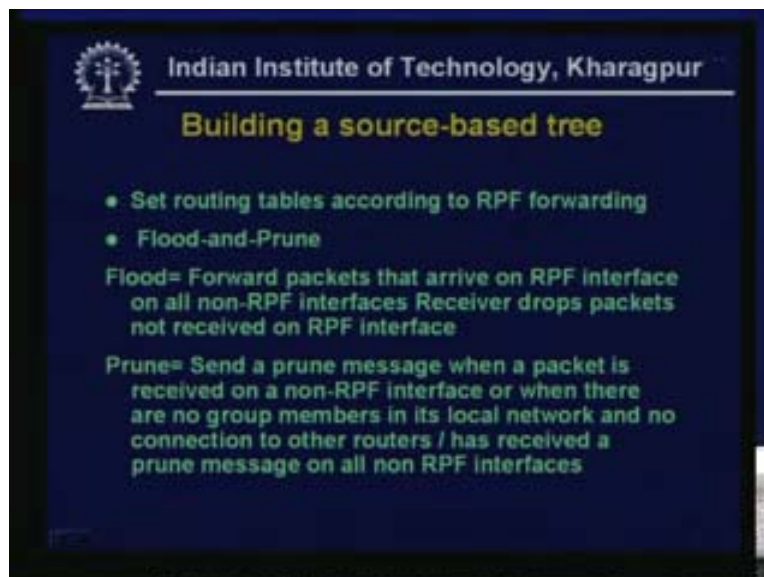 Indian Institute of Technology, Kharagpur
Building a source-based tree
• Set routing tables according to RPF forwarding
• Flood-and-Prune
Flood= Forward packets that arrive on RPF interface
on all non-RPF interfaces Receiver drops packets
not received on RPF interface
Prune= Send a prune message when a packet is
received on a non-RPF interface or when there
are no group members in its local network and no
connection to other routers / has received a
prune message on all non RPF interfaces